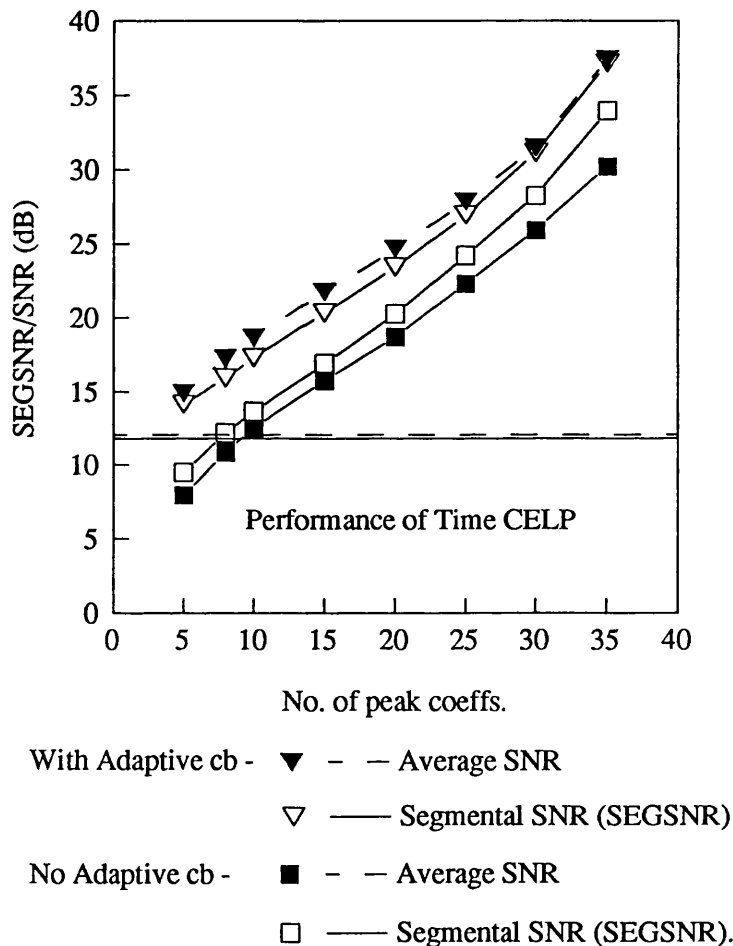 40
35
30
25
20
15
10
5
0
SEGSNR/SNR (dB)
Performance of Time CELP
0 5 10 15 20 25 30 35 40
No. of peak coeffs.
With Adaptive cb - Average SNR
Segmental SNR (SEGSNR)
No Adaptive cb - Average SNR
Segmental SNR (SEGSNR).